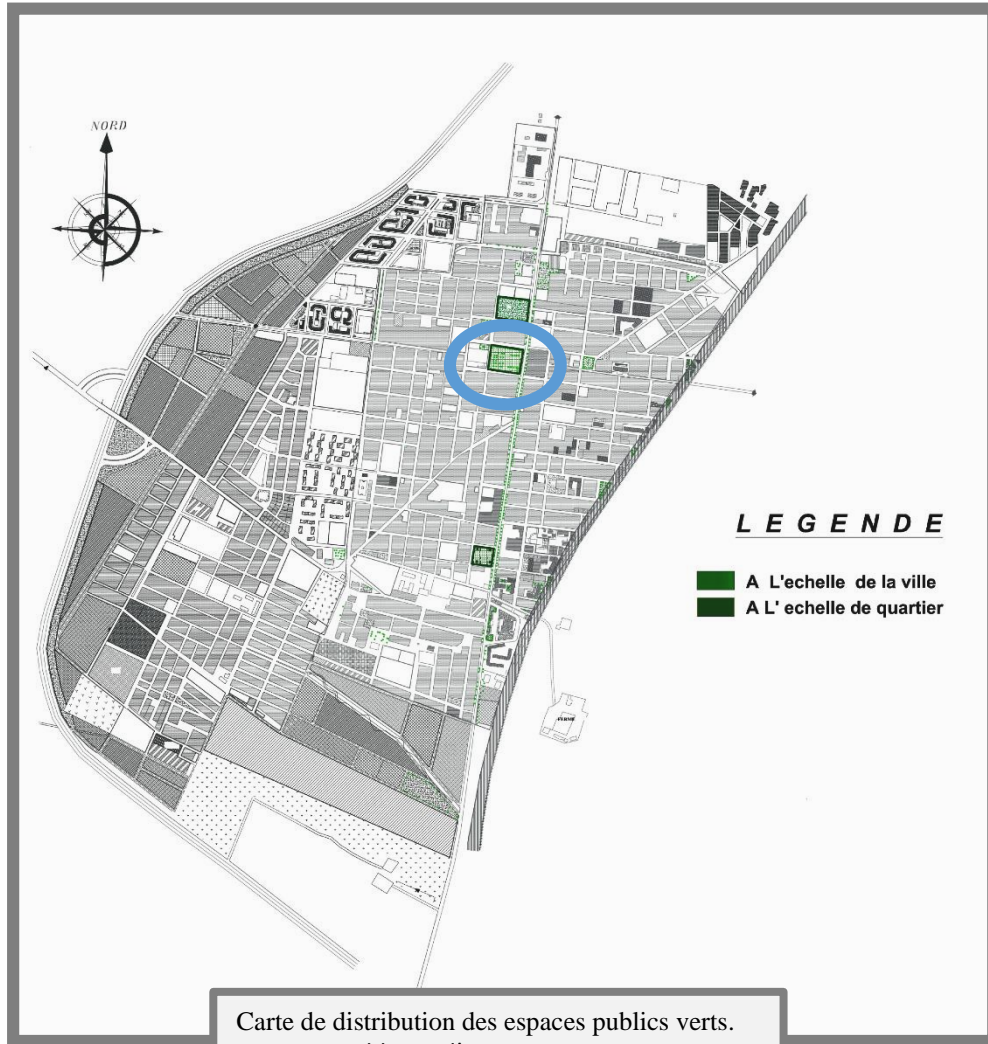 NORD
L E G E N D E
A L'echelle de la ville
A L' echelle de quartier
Carte de distribution des espaces publics verts.